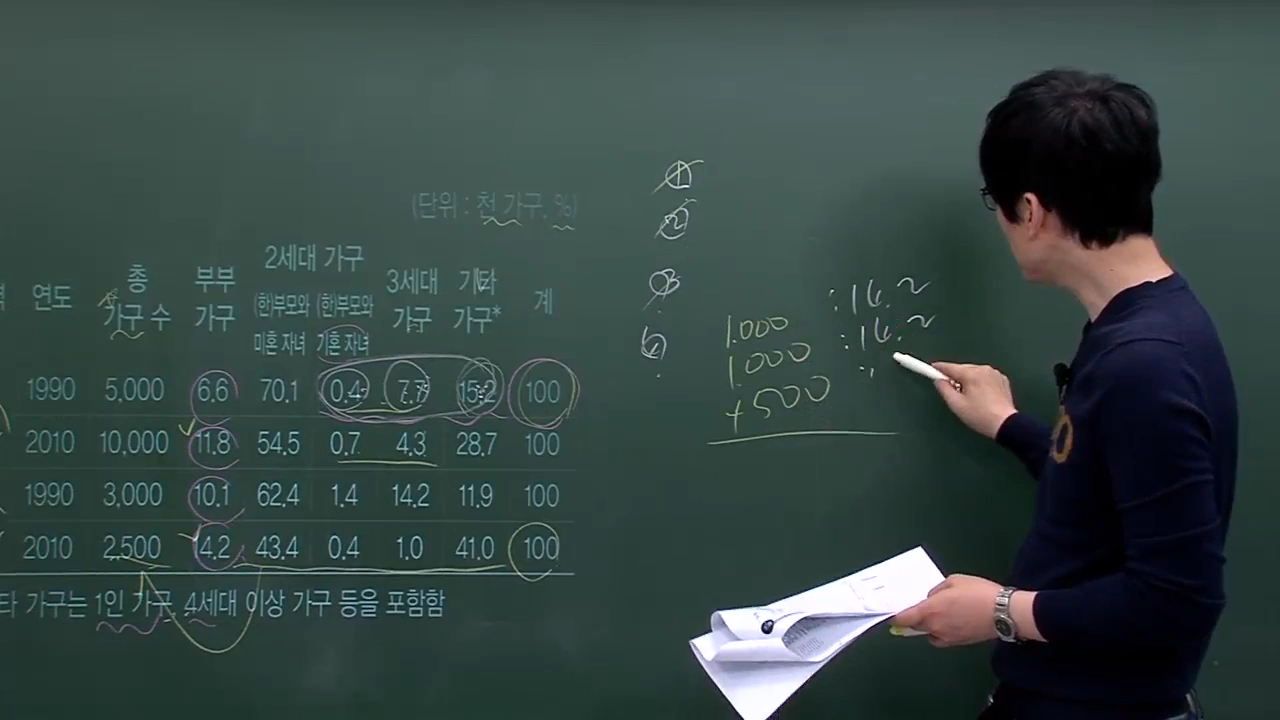 (단위 : 천 가구, %)
연도 총 가구 수 부부 가구 2세대 가구 (한)부모와 미혼 자녀 (한)부모와 기혼 자녀 3세대 가구 기타 가구* 계
1990 5,000 6.6 70.1 0.4 7.7 15.2 100
2010 10,000 11.8 54.5 0.7 4.3 28.7 100
1990 3,000 10.1 62.4 1.4 14.2 11.9 100
2010 2,500 14.2 43.4 0.4 1.0 41.0 100
타 가구는 1인 가구, 4세대 이상 가구 등을 포함함
①
②
③
1.000
1.000
+500